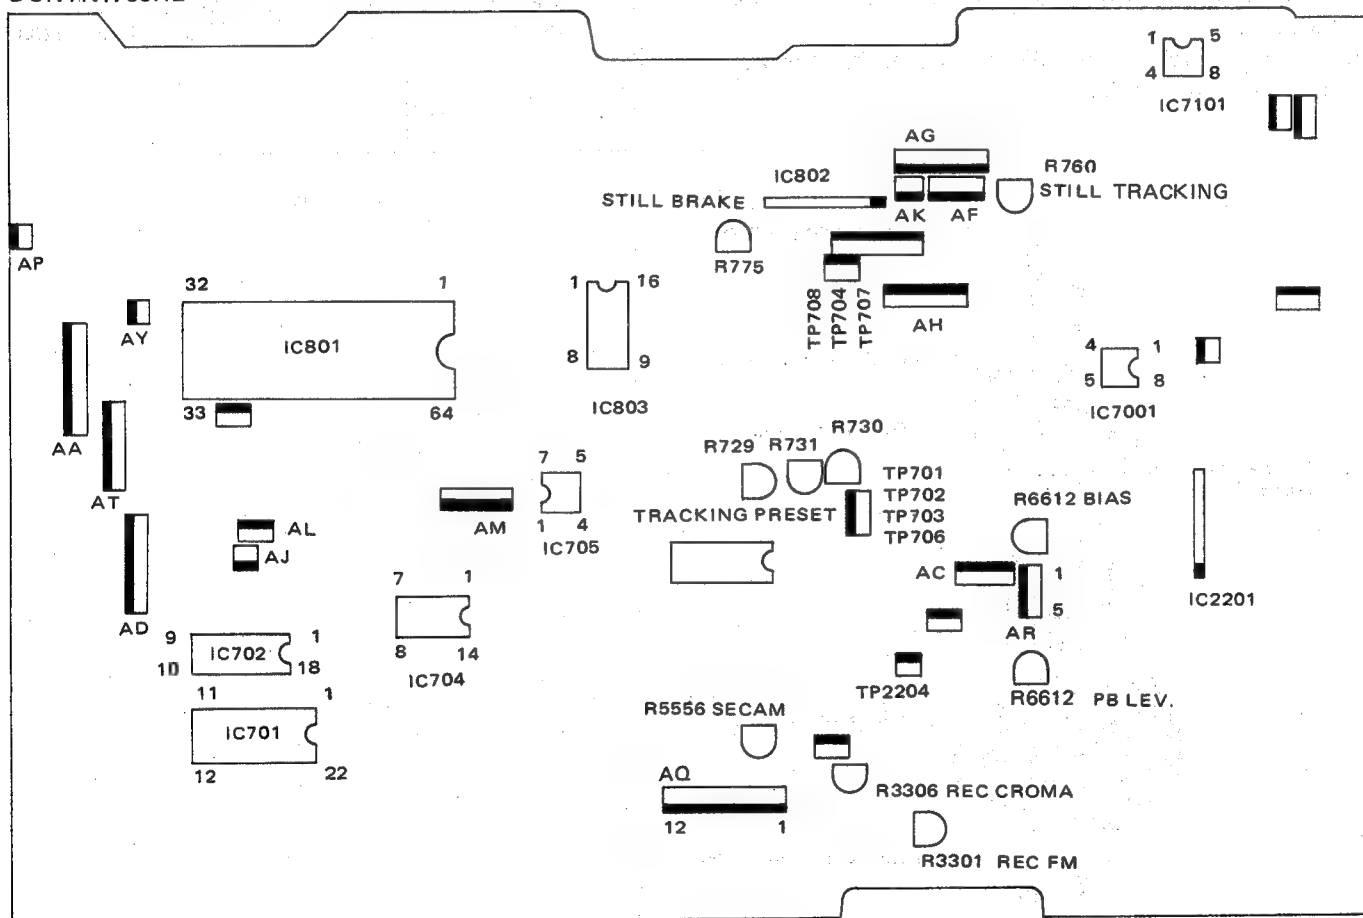 1 5
4 8
IC7101
AG
IC802
R760
STILL BRAKE
STILL TRACKING
AK AF
AP
R775
32 1
1 16
TP708
TP704
TP707
AH
AY
IC801
8 9
4 1
5 8
33 64
IC803
IC7001
AA
R730
R729 R731
7 5
TP701
TP702
TP703
TP706
AT
R6612 BIAS
TRACKING PRESET
AL
AM
1 4
IC705
AJ
7 1
AC
1
5
IC2201
AD
9 1
IC702
10 18
8 14
IC704
AR
11 1
TP2204
R6612 PB LEV.
R5556 SECAM
IC701
12 22
AQ
R3306 REC CROMA
12 1
R3301 REC FM